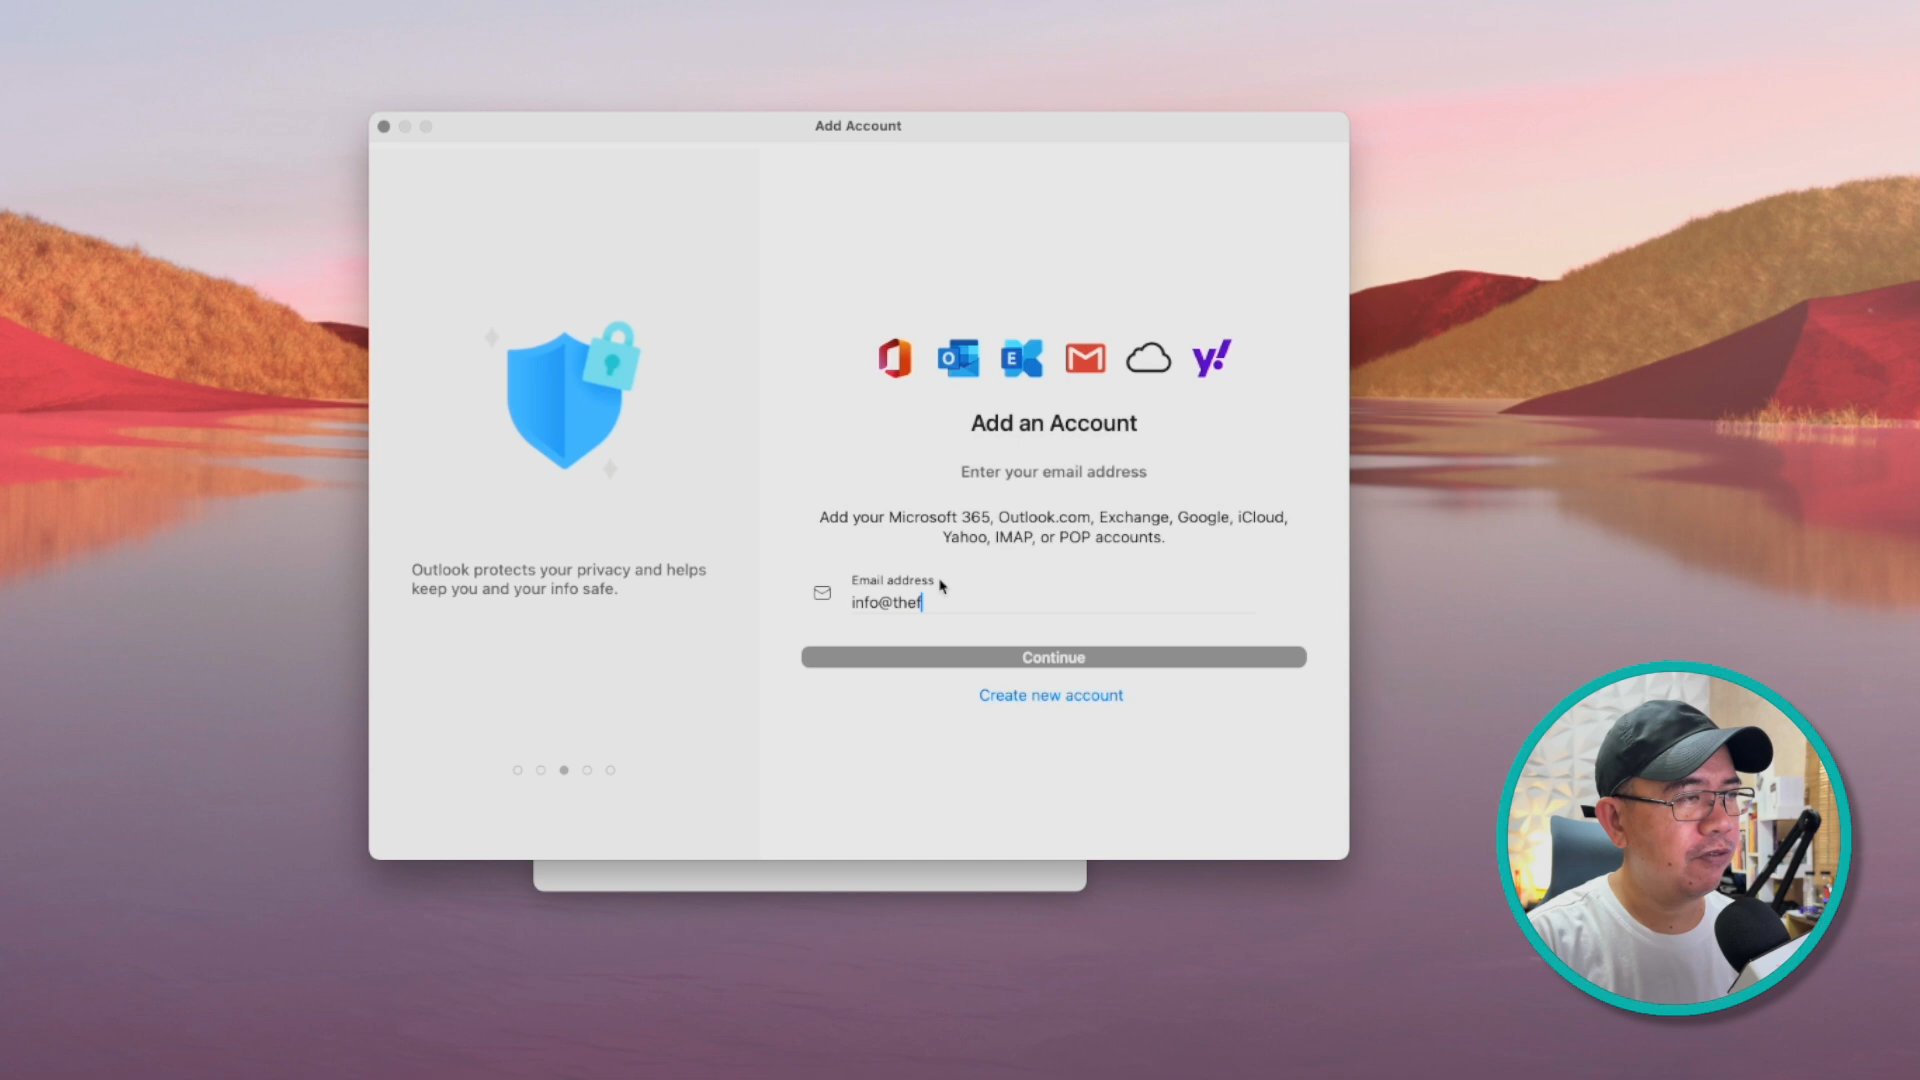 Add Account
Add an Account
Enter your email address
Add your Microsoft 365, Outlook.com, Exchange, Google, iCloud,
Yahoo, IMAP, or POP accounts.
Outlook protects your privacy and helps
keep you and your info safe.
Email address
info@thef
Continue
Create new account